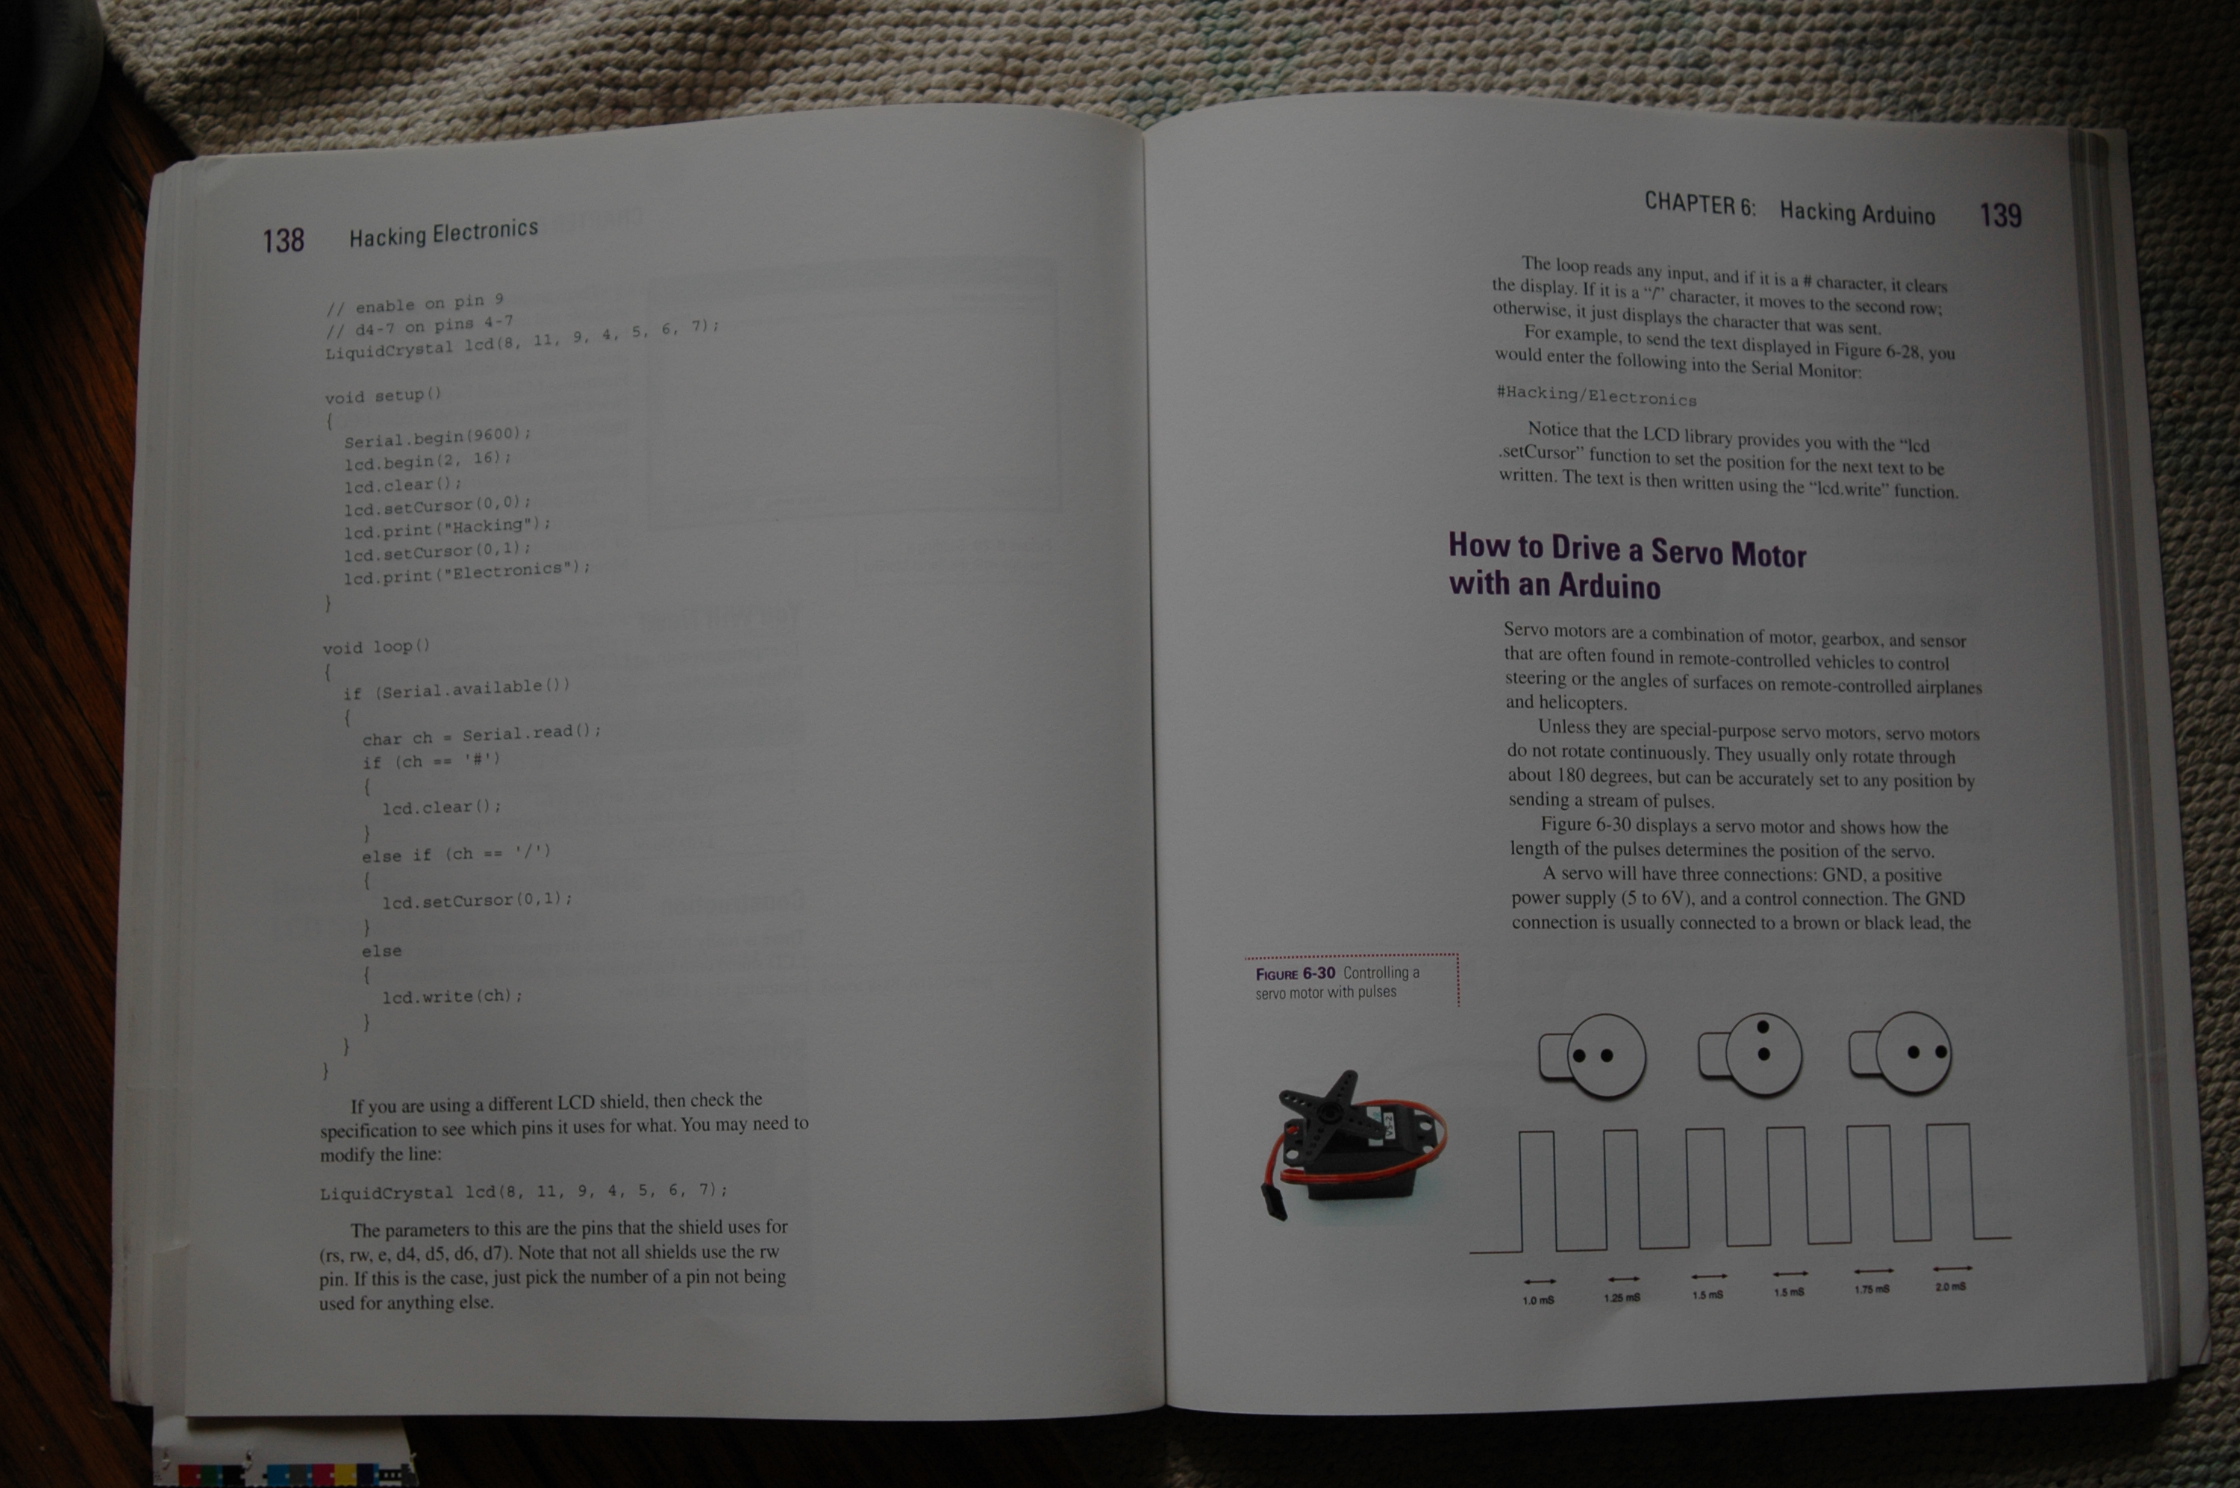 138 Hacking Electronics
// enable on pin 9
// d4-7 on pins 4-7
LiquidCrystal lcd(8, 11, 9, 4, 5, 6, 7);
void setup()
{
Serial.begin(9600);
lcd.begin(2, 16);
lcd.clear();
lcd.setCursor(0,0);
lcd.print("Hacking");
lcd.setCursor(0,1);
lcd.print("Electronics");
}
void loop()
{
if (Serial.available())
{
char ch = Serial.read();
if (ch == '#')
{
lcd.clear();
}
else if (ch == '/')
{
lcd.setCursor(0,1);
}
else
{
lcd.write(ch);
}
}
}
If you are using a different LCD shield, then check the
specification to see which pins it uses for what. You may need to
modify the line:
LiquidCrystal lcd(8, 11, 9, 4, 5, 6, 7);
The parameters to this are the pins that the shield uses for
(rs, rw, e, d4, d5, d6, d7). Note that not all shields use the rw
pin. If this is the case, just pick the number of a pin not being
used for anything else.
CHAPTER 6: Hacking Arduino 139
The loop reads any input, and if it is a # character, it clears
the display. If it is a “/” character, it moves to the second row;
otherwise, it just displays the character that was sent.
For example, to send the text displayed in Figure 6-28, you
would enter the following into the Serial Monitor:
#Hacking/Electronics
Notice that the LCD library provides you with the “lcd
.setCursor” function to set the position for the next text to be
written. The text is then written using the “lcd.write” function.
How to Drive a Servo Motor
with an Arduino
Servo motors are a combination of motor, gearbox, and sensor
that are often found in remote-controlled vehicles to control
steering or the angles of surfaces on remote-controlled airplanes
and helicopters.
Unless they are special-purpose servo motors, servo motors
do not rotate continuously. They usually only rotate through
about 180 degrees, but can be accurately set to any position by
sending a stream of pulses.
Figure 6-30 displays a servo motor and shows how the
length of the pulses determines the position of the servo.
A servo will have three connections: GND, a positive
power supply (5 to 6V), and a control connection. The GND
connection is usually connected to a brown or black lead, the
FIGURE 6-30 Controlling a
servo motor with pulses
VS-2
1.0 mS 1.25 mS 1.5 mS 1.5 mS 1.75 mS 2.0 mS